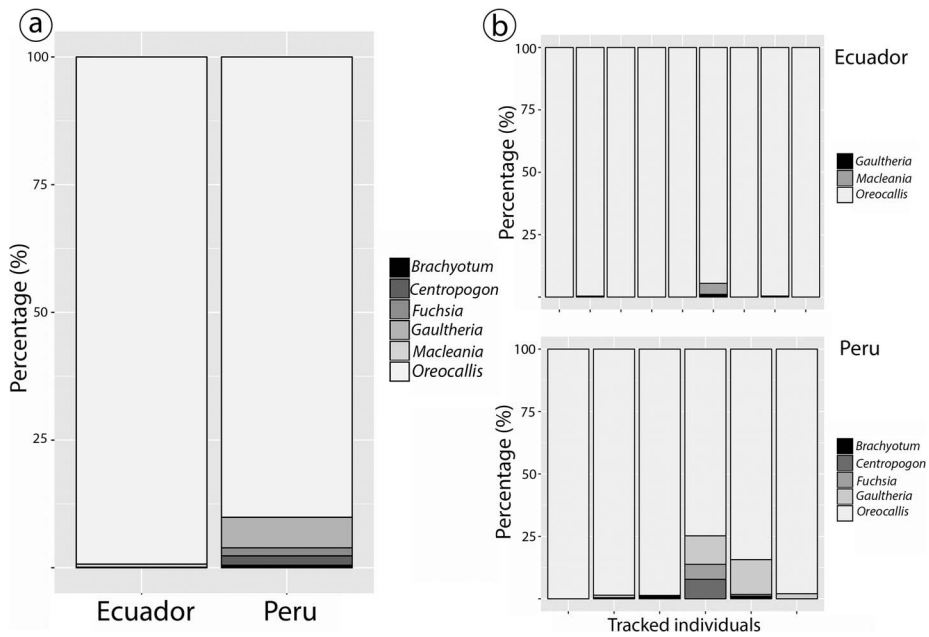 a
Percentage (%)
100
75
50
25
Ecuador
Peru
Brachyotum
Centropogon
Fuchsia
Gaultheria
Macleania
Oreocallis
b
Percentage (%)
100
75
50
25
Ecuador
Gaultheria
Macleania
Oreocallis
Percentage (%)
100
75
50
25
Peru
Brachyotum
Centropogon
Fuchsia
Gaultheria
Oreocallis
Tracked individuals